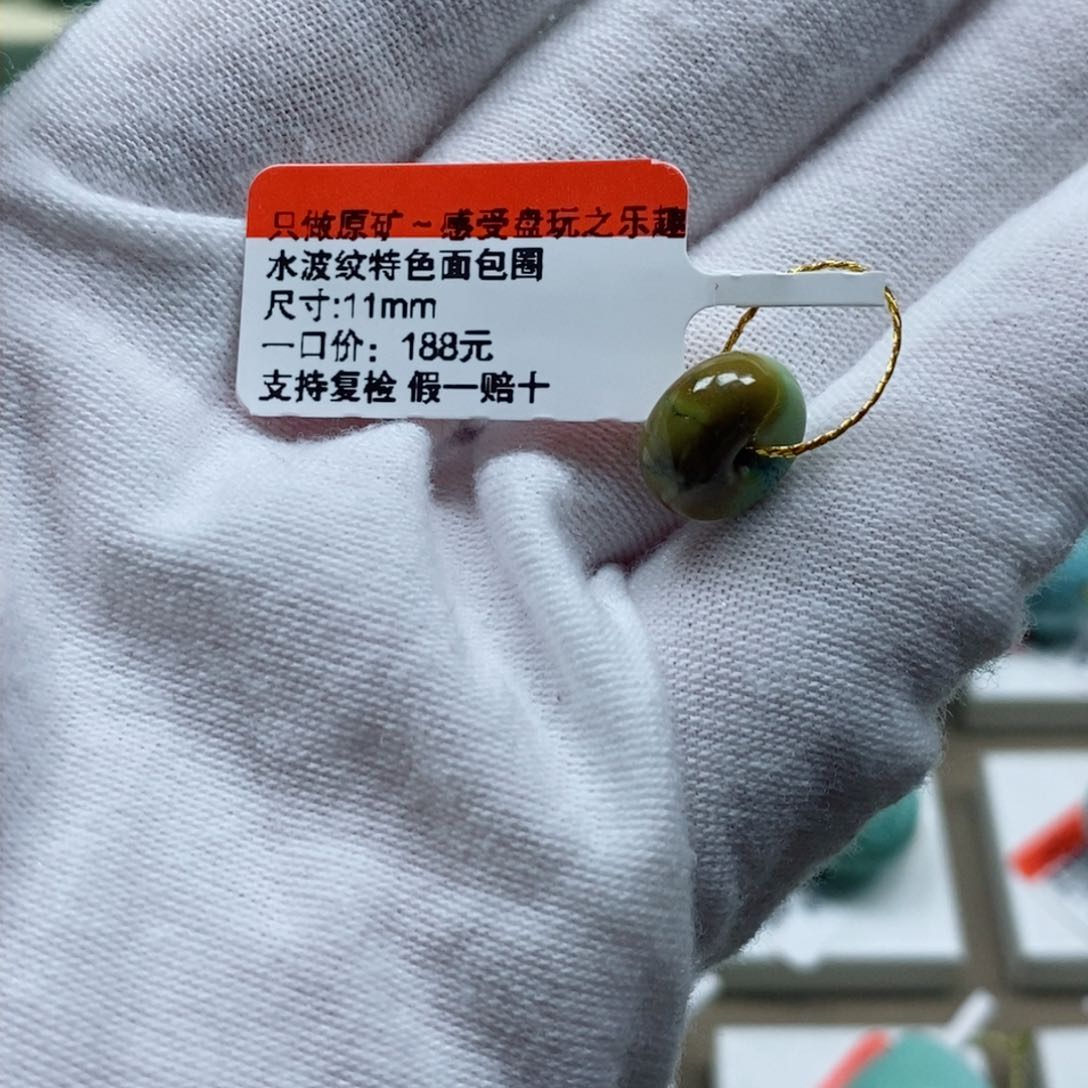 只做原矿~感受盘玩之乐趣
水波纹特色面包圈
尺寸:11mm
一口价：188元
支持复检 假一赔十